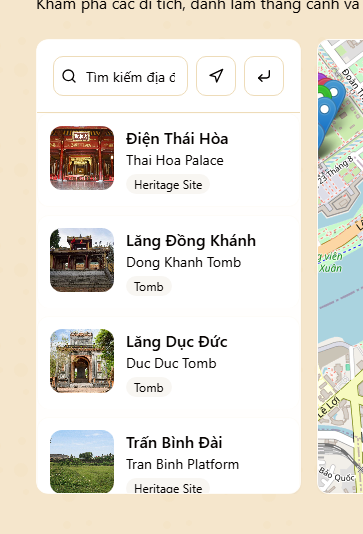 Khám phá các di tích, danh lam thắng cảnh và
Tìm kiếm địa đ
Điện Thái Hòa
Thai Hoa Palace
Heritage Site
Lăng Đồng Khánh
Dong Khanh Tomb
Tomb
Lăng Dục Đức
Duc Duc Tomb
Tomb
Trấn Bình Đài
Tran Binh Platform
Heritage Site
Đoàn Th
23 Tháng 8
Lê
g viên
Xuân
Lê Lợi
Bảo Quốc